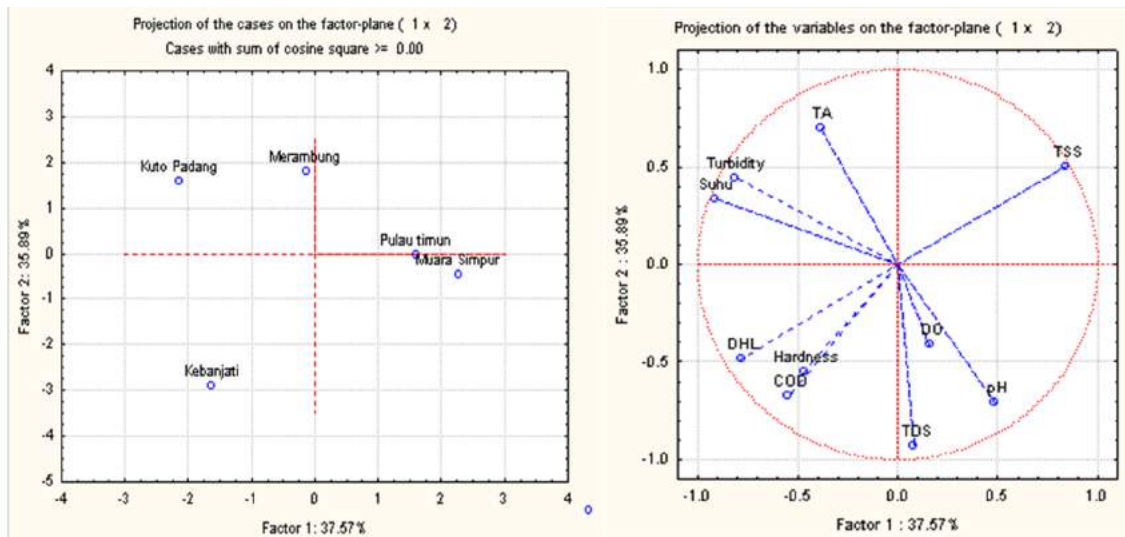 Projection of the cases on the factor-plane ( 1 x 2)
Cases with sum of cosine square >= 0.00
4
3
2
1
0
-1
-2
-3
-4
-5
Factor 2: 35.89%
Kuto Padang
Merambung
Pulau timun
Muara Simpur
Kebanjati
-4
-3
-2
-1
0
1
2
3
4
Factor 1: 37.57%
Projection of the variables on the factor-plane ( 1 x 2)
1.0
0.5
0.0
-0.5
-1.0
Factor 2 : 35.89%
TA
TSS
Turbidity
Suhu
DO
DHL
Hardness
COD
pH
TDS
-1.0
-0.5
0.0
0.5
1.0
Factor 1 : 37.57%